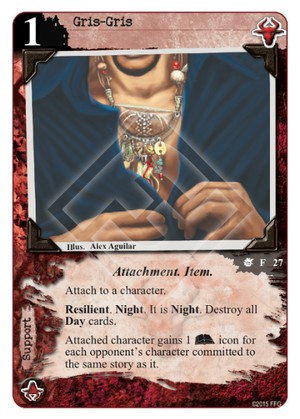 1
Gris-Gris
Illus. Alex Aguilar
F 27
Attachment. Item.
Attach to a character.
Resilient. Night. It is Night. Destroy all
Day cards.
Attached character gains 1 icon for
each opponent's character committed to
the same story as it.
Support
©2015 FFG